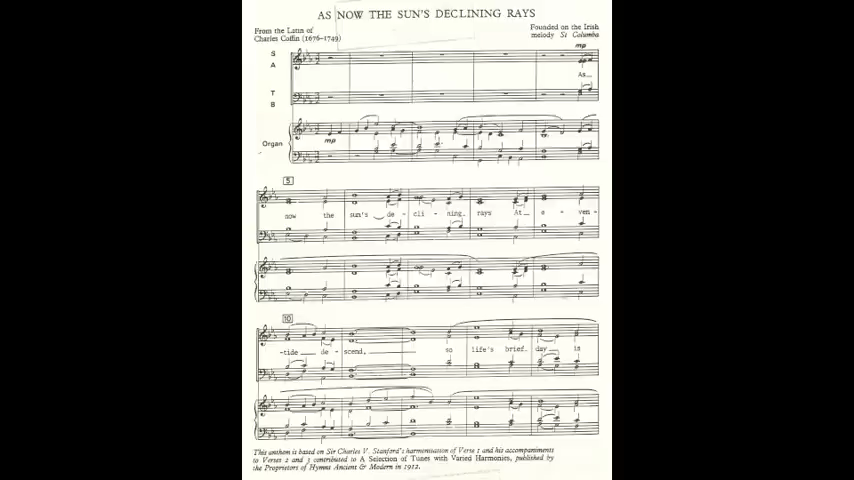 AS NOW THE SUN'S DECLINING RAYS
From the Latin of
Charles Coffin (1676-1749)
Founded on the Irish
melody St Columba
mp
S
A
As
T
B
Organ
mp
5
now the sun's de - cli - ning. rays At e - ven -
10
-tide de - scend, so life's brief. day is
This anthem is based on Sir Charles V. Stanford's harmonisation of Verse 1 and his accompaniments
to Verses 2 and 3 contributed to A Selection of Tunes with Varied Harmonies, published by
the Proprietors of Hymns Ancient & Modern in 1912.